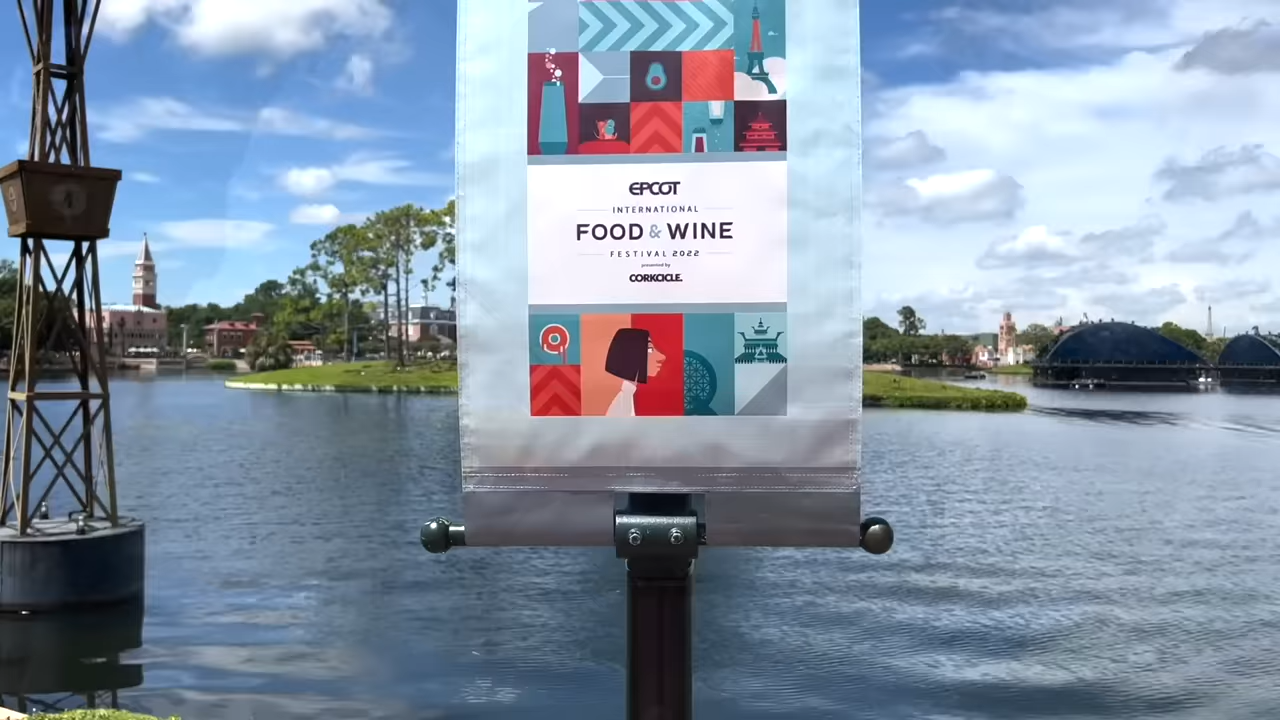 EPCOT
INTERNATIONAL
FOOD & WINE
FESTIVAL 2022
presented by
CORKCICLE.